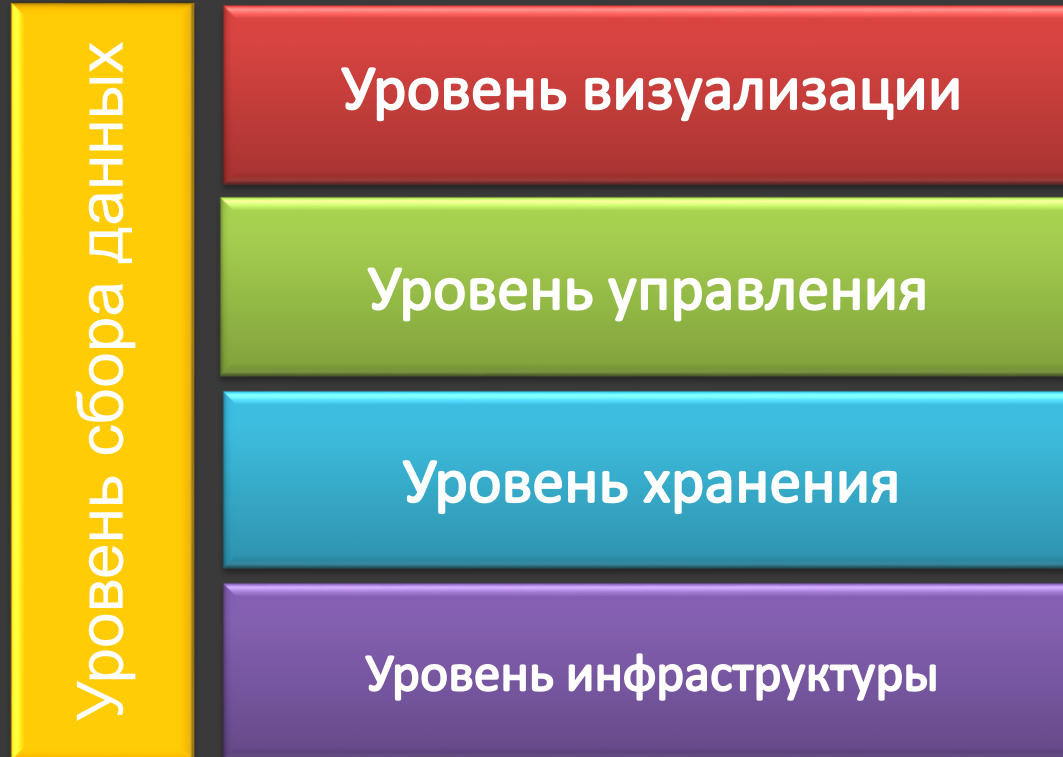 Уровень сбора данных
Уровень визуализации
Уровень управления
Уровень хранения
Уровень инфраструктуры